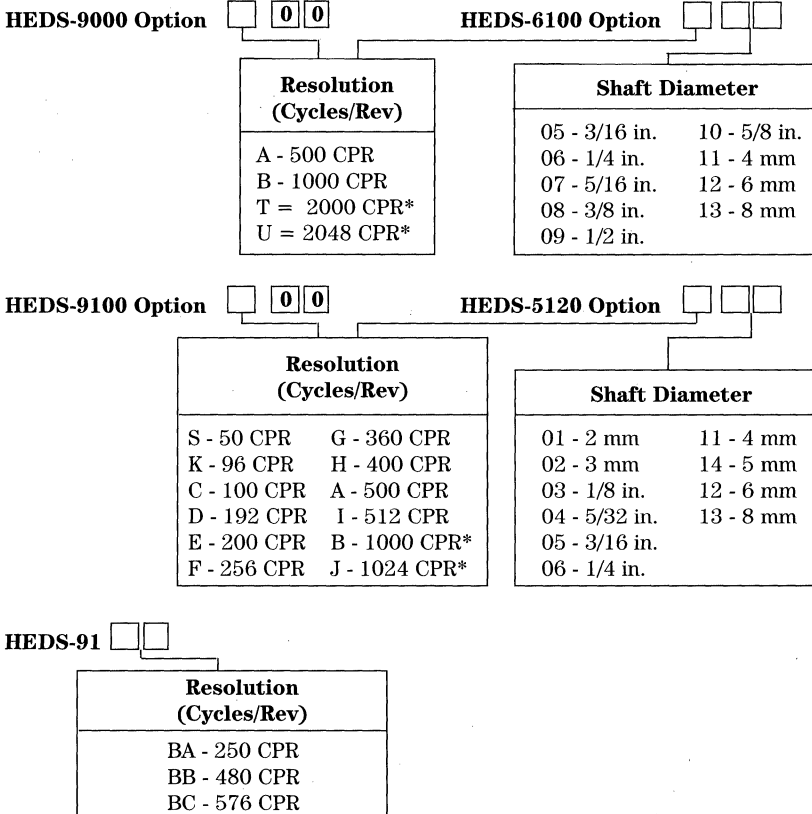 HEDS-9000 Option 0 0 HEDS-6100 Option
Resolution
(Cycles/Rev)
A - 500 CPR
B - 1000 CPR
T = 2000 CPR*
U = 2048 CPR*
Shaft Diameter
05 - 3/16 in. 10 - 5/8 in.
06 - 1/4 in. 11 - 4 mm
07 - 5/16 in. 12 - 6 mm
08 - 3/8 in. 13 - 8 mm
09 - 1/2 in.
HEDS-9100 Option 0 0 HEDS-5120 Option
Resolution
(Cycles/Rev)
S - 50 CPR G - 360 CPR
K - 96 CPR H - 400 CPR
C - 100 CPR A - 500 CPR
D - 192 CPR I - 512 CPR
E - 200 CPR B - 1000 CPR*
F - 256 CPR J - 1024 CPR*
Shaft Diameter
01 - 2 mm 11 - 4 mm
02 - 3 mm 14 - 5 mm
03 - 1/8 in. 12 - 6 mm
04 - 5/32 in. 13 - 8 mm
05 - 3/16 in.
06 - 1/4 in.
HEDS-91
Resolution
(Cycles/Rev)
BA - 250 CPR
BB - 480 CPR
BC - 576 CPR